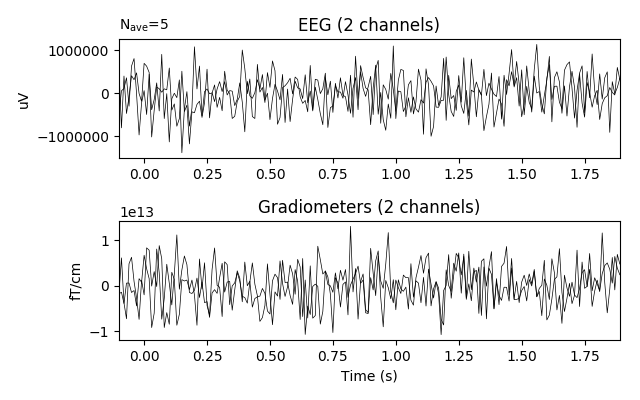 N_ave=5
EEG (2 channels)
1000000
0
−1000000
uV
0.00 0.25 0.50 0.75 1.00 1.25 1.50 1.75
1e13
Gradiometers (2 channels)
1
0
−1
fT/cm
0.00 0.25 0.50 0.75 1.00 1.25 1.50 1.75
Time (s)